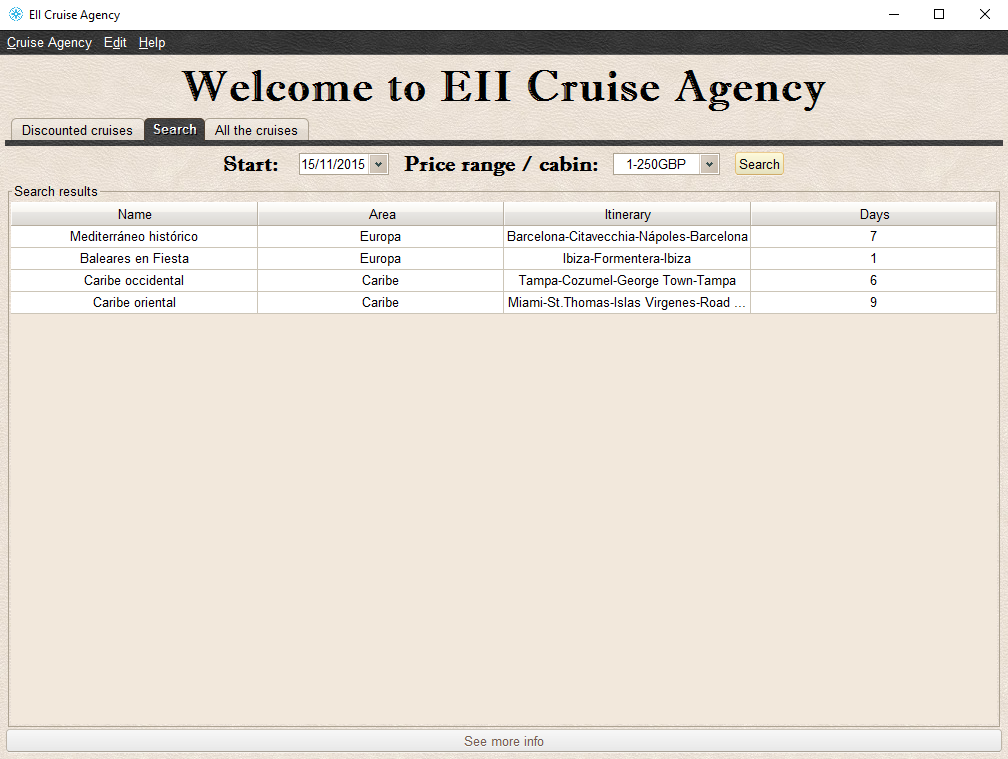 EII Cruise Agency
Cruise Agency Edit Help
Welcome to EII Cruise Agency
Discounted cruises Search All the cruises
Start: 15/11/2015 Price range / cabin: 1-250GBP Search
Search results
Name Area Itinerary Days
Mediterráneo histórico Europa Barcelona-Citavecchia-Nápoles-Barcelona 7
Baleares en Fiesta Europa Ibiza-Formentera-Ibiza 1
Caribe occidental Caribe Tampa-Cozumel-George Town-Tampa 6
Caribe oriental Caribe Miami-St.Thomas-Islas Virgenes-Road ... 9
See more info